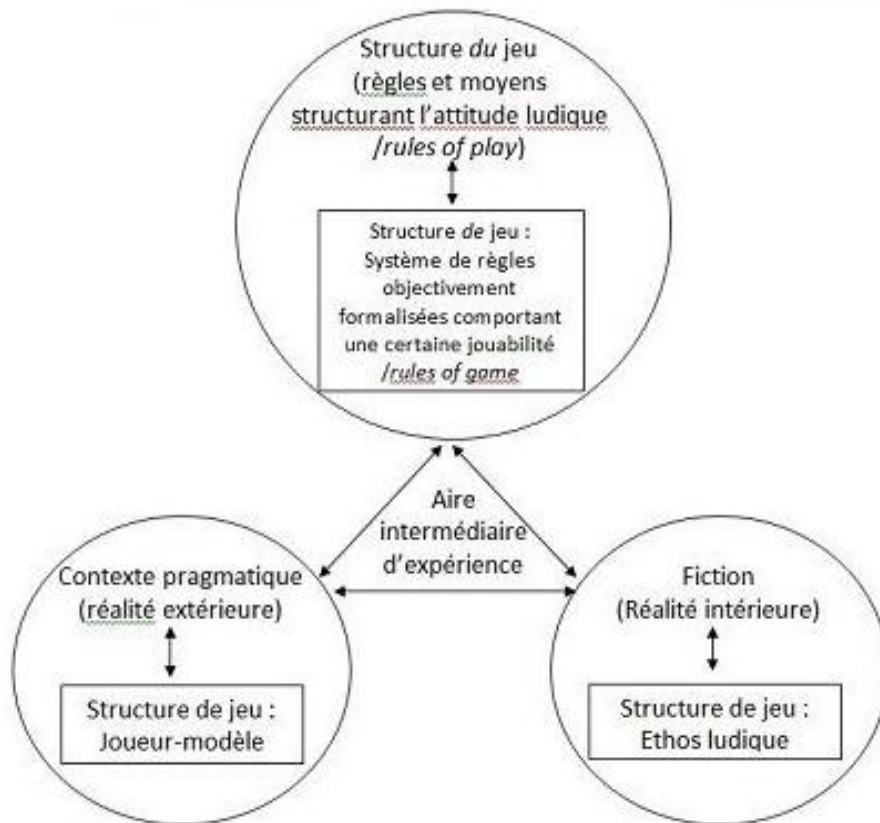 Structure du jeu
(règles et moyens
structurant l'attitude ludique
/rules of play)
Structure de jeu :
Système de règles
objectivement
formalisées comportant
une certaine jouabilité
/rules of game
Aire
intermédiaire
d'expérience
Contexte pragmatique
(réalité extérieure)
Structure de jeu :
Joueur-modèle
Fiction
(Réalité intérieure)
Structure de jeu :
Ethos ludique